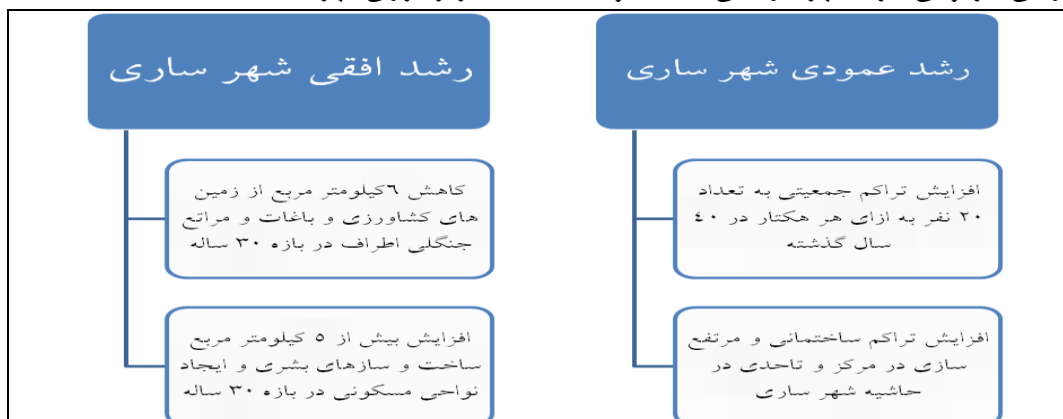 رشد عمودی شهر ساری
افزایش تراکم جمعیتی به تعداد
۲۰ نفر به ازای هر هکتار در ٤۰
سال گذشته
افزایش تراکم ساختمانی و مرتفع
سازی در مرکز و تاحدی در
حاشیه شهر ساری
رشد افقی شهر ساری
کاهش ٦کیلومتر مربع از زمین
های کشاورزی و باغات و مراتع
جنگلی اطراف در بازه ۳۰ ساله
افزایش بیش از ٥ کیلومتر مربع
ساخت و سازهای بشری و ایجاد
نواحی مسکونی در بازه ۳۰ ساله